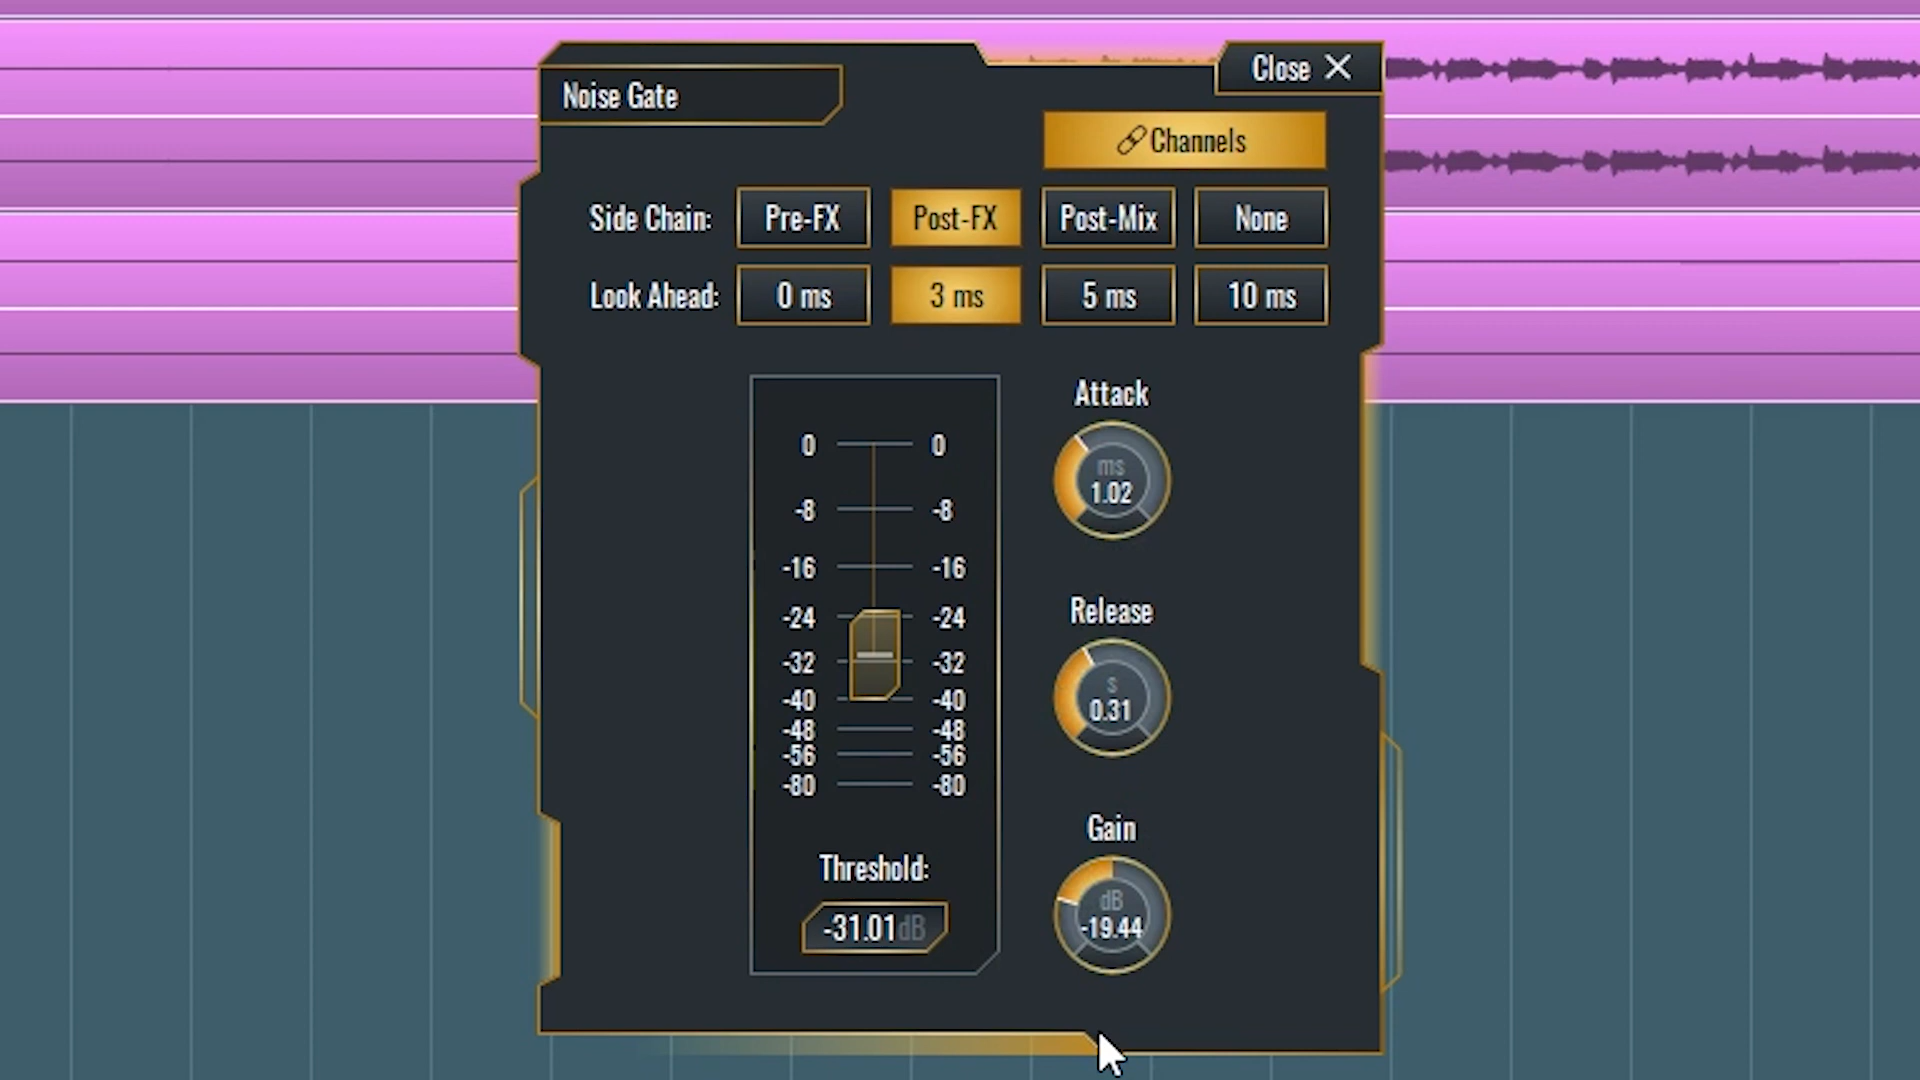 Close
Noise Gate
Channels
Side Chain: Pre-FX Post-FX Post-Mix None
Look Ahead: 0 ms 3 ms 5 ms 10 ms
Attack
ms
1.02
0 0
-8 -8
-16 -16
-24 -24
-32 -32
-40 -40
-48 -48
-56 -56
-80 -80
Release
s
0.31
Gain
dB
-19.44
Threshold:
-31.01dB